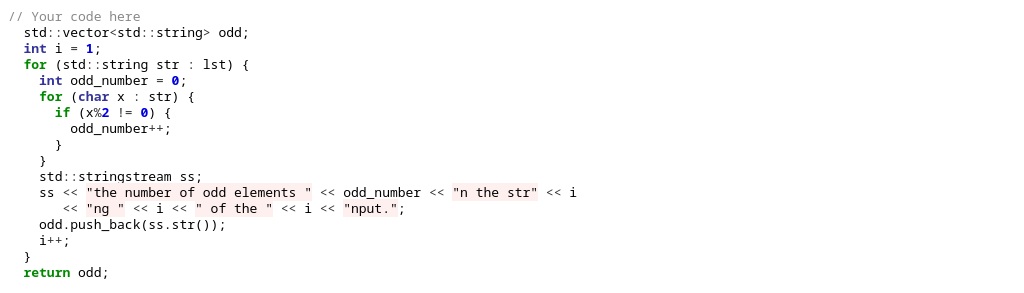 // Your code here
  std::vector<std::string> odd;
  int i = 1;
  for (std::string str : lst) {
    int odd_number = 0;
    for (char x : str) {
      if (x%2 != 0) {
        odd_number++;
      }
    }
    std::stringstream ss;
    ss << "the number of odd elements " << odd_number << "n the str" << i
       << "ng " << i << " of the " << i << "nput.";
    odd.push_back(ss.str());
    i++;
  }
  return odd;